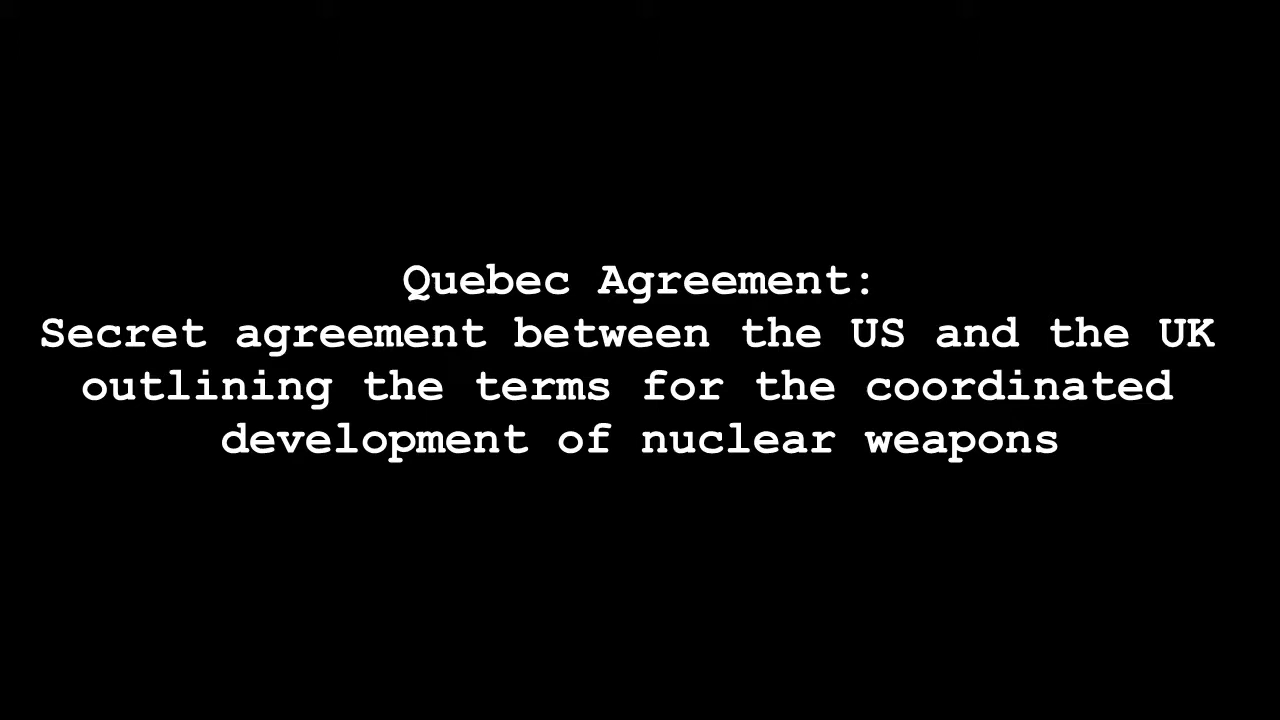 Quebec Agreement:
Secret agreement between the US and the UK
outlining the terms for the coordinated
development of nuclear weapons